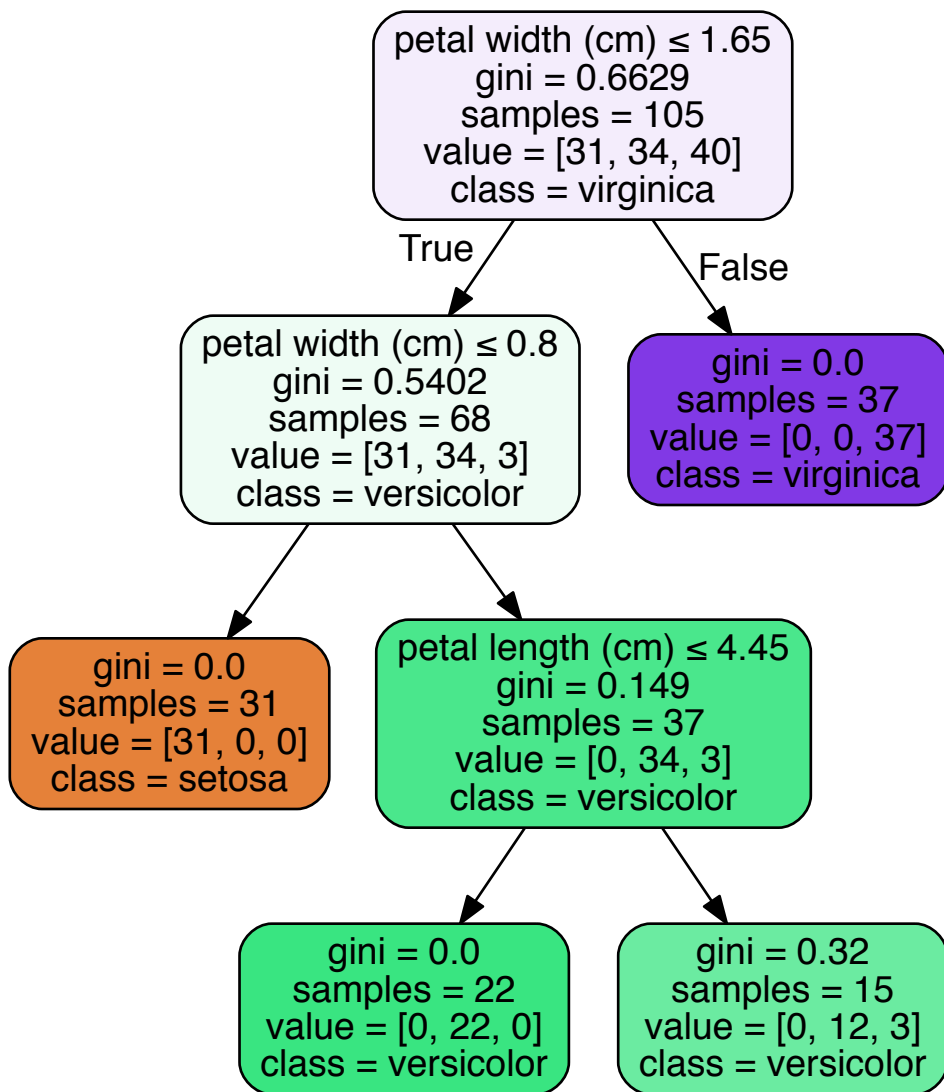 petal width (cm) ≤ 1.65
gini = 0.6629
samples = 105
value = [31, 34, 40]
class = virginica
True
False
petal width (cm) ≤ 0.8
gini = 0.5402
samples = 68
value = [31, 34, 3]
class = versicolor
gini = 0.0
samples = 37
value = [0, 0, 37]
class = virginica
gini = 0.0
samples = 31
value = [31, 0, 0]
class = setosa
petal length (cm) ≤ 4.45
gini = 0.149
samples = 37
value = [0, 34, 3]
class = versicolor
gini = 0.0
samples = 22
value = [0, 22, 0]
class = versicolor
gini = 0.32
samples = 15
value = [0, 12, 3]
class = versicolor